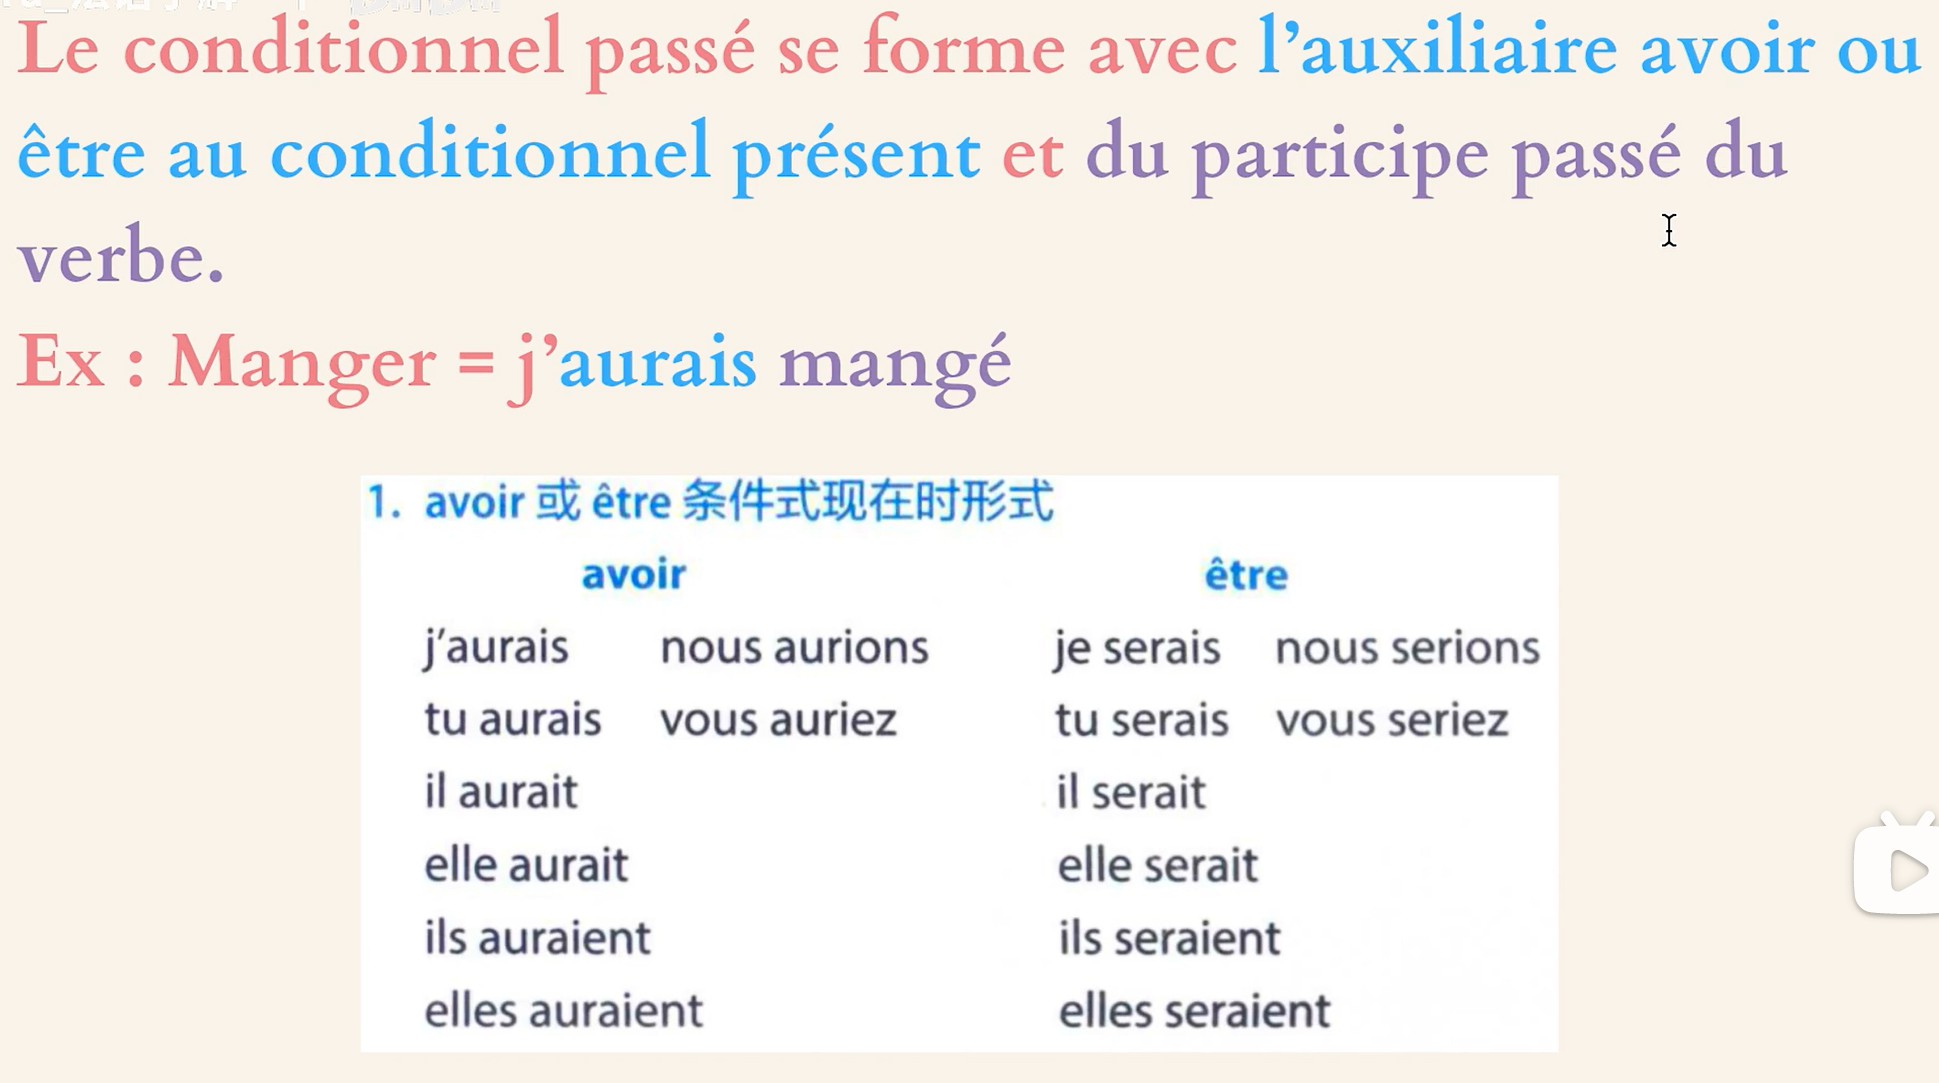 Le conditionnel passé se forme avec l'auxiliaire avoir ou
être au conditionnel présent et du participe passé du
verbe.
Ex : Manger = j'aurais mangé
1. avoir 或 être 条件式现在时形式
avoir être
j'aurais nous aurions je serais nous serions
tu aurais vous auriez tu serais vous seriez
il aurait il serait
elle aurait elle serait
ils auraient ils seraient
elles auraient elles seraient